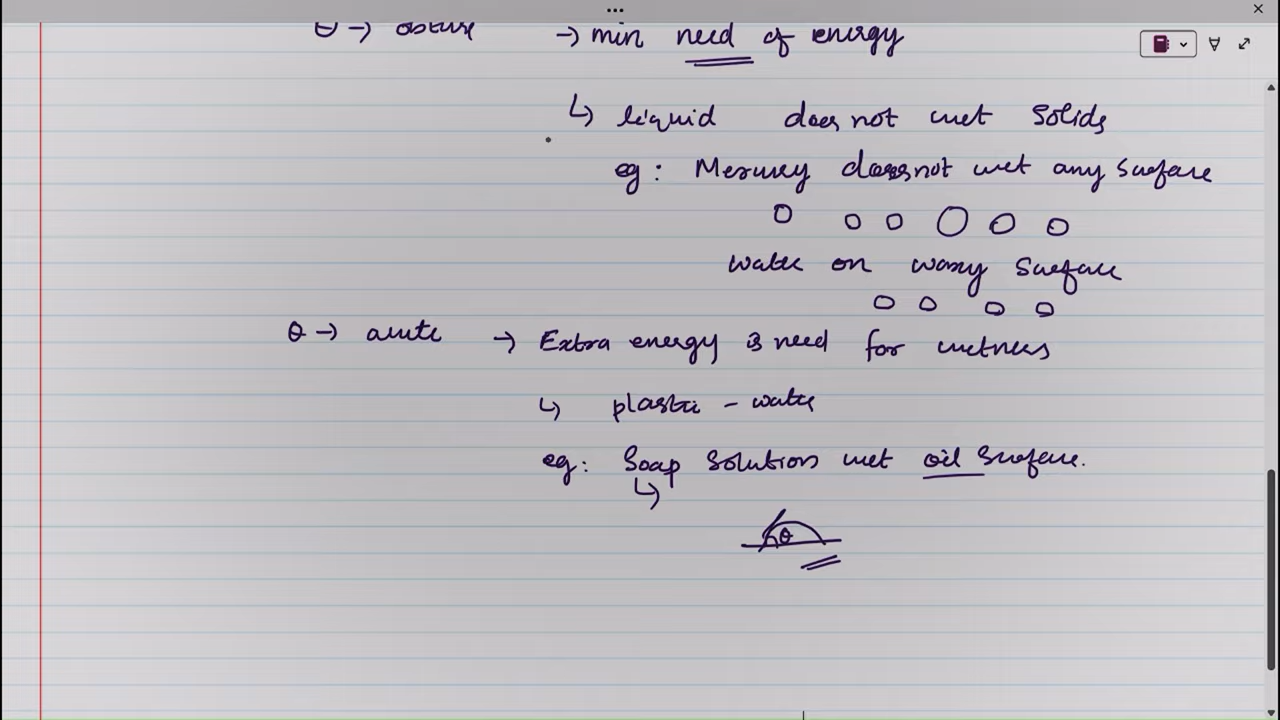 θ → obtuse → min need of energy
↳ liquid does not wet solids
eg: Mercury does not wet any surface
water on waxy surface
θ → acute → Extra energy is need for wetness
↳ plastic - water
eg: Soap solution wet oil surface.
↳
θ